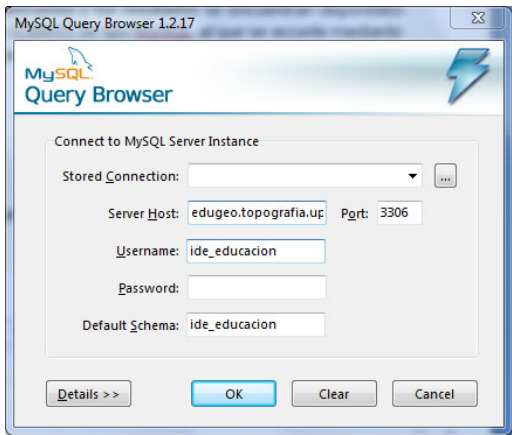 MySQL Query Browser 1.2.17
MySQL
Query Browser
Connect to MySQL Server Instance
Stored Connection:
...
Server Host: edugeo.topografia.up Port: 3306
Username: ide_educacion
Password:
Default Schema: ide_educacion
Details >> OK Clear Cancel